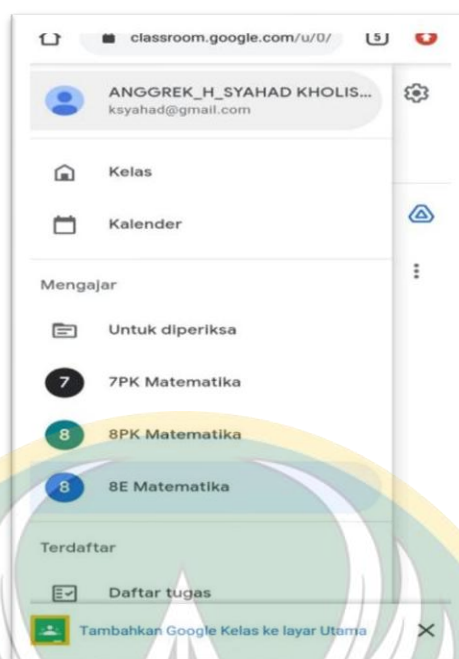 classroom.google.com/u/0/
5
ANGGREK_H_SYAHAD KHOLIS...
ksyahad@gmail.com
Kelas
Kalender
Mengajar
Untuk diperiksa
7 7PK Matematika
8 8PK Matematika
8 8E Matematika
Terdaftar
Daftar tugas
Tambahkan Google Kelas ke layar Utama